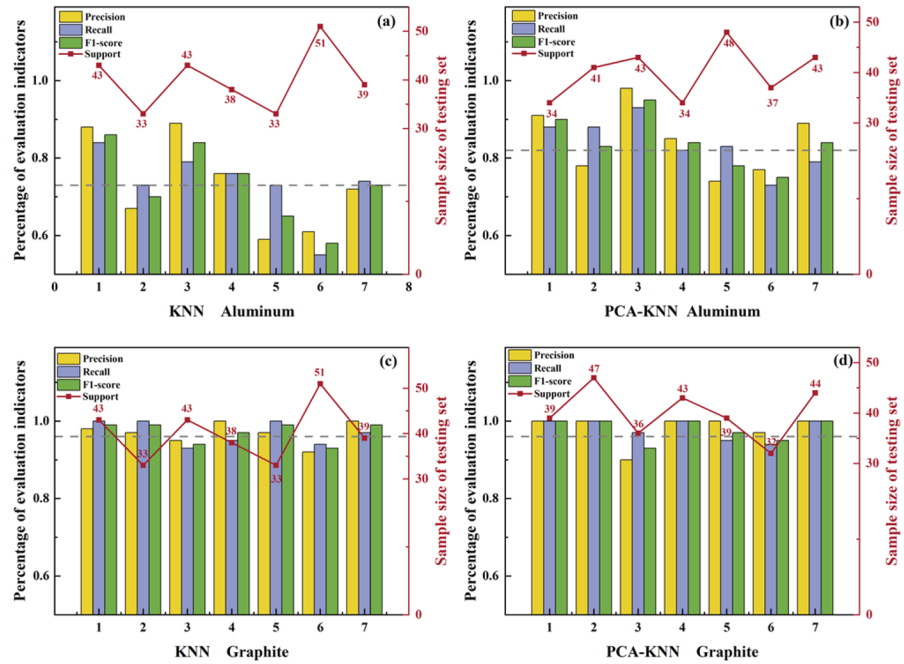 (a)
Precision
Recall
F1-score
Support
Percentage of evaluation indicators
1.0
0.8
0.6
43
33
43
38
33
51
39
50
40
30
0
Sample size of testing set
0 1 2 3 4 5 6 7 8
KNN Aluminum
(b)
Precision
Recall
F1-score
Support
Percentage of evaluation indicators
1.0
0.8
0.6
34
41
43
34
48
37
43
50
40
30
0
Sample size of testing set
1 2 3 4 5 6 7
PCA-KNN Aluminum
(c)
Precision
Recall
F1-score
Support
Percentage of evaluation indicators
1.0
0.8
0.6
43
33
43
38
33
51
39
50
40
30
0
Sample size of testing set
1 2 3 4 5 6 7
KNN Graphite
(d)
Precision
Recall
F1-score
Support
Percentage of evaluation indicators
1.0
0.8
0.6
39
47
36
43
39
32
44
50
40
30
0
Sample size of testing set
1 2 3 4 5 6 7
PCA-KNN Graphite